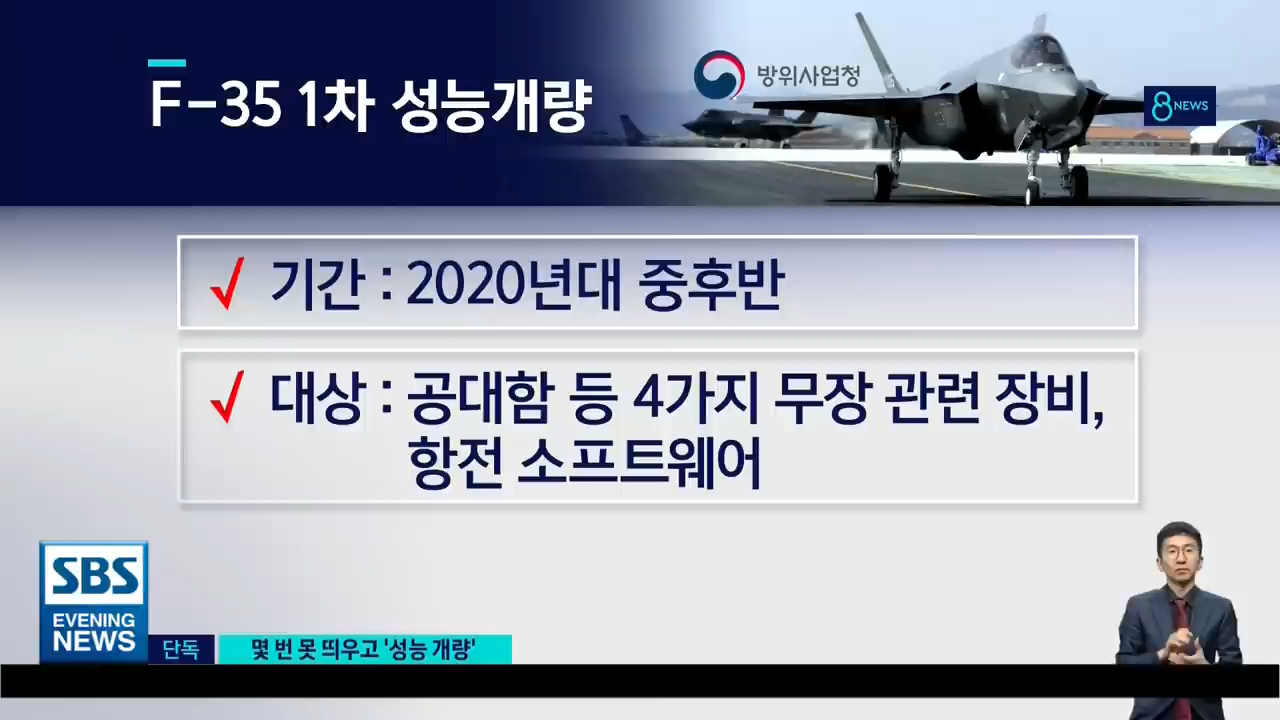 F-35 1차 성능개량
방위사업청
8 NEWS
√ 기간 : 2020년대 중후반
√ 대상 : 공대함 등 4가지 무장 관련 장비,
항전 소프트웨어
SBS
EVENING
NEWS
단독
몇 번 못 띄우고 '성능 개량'